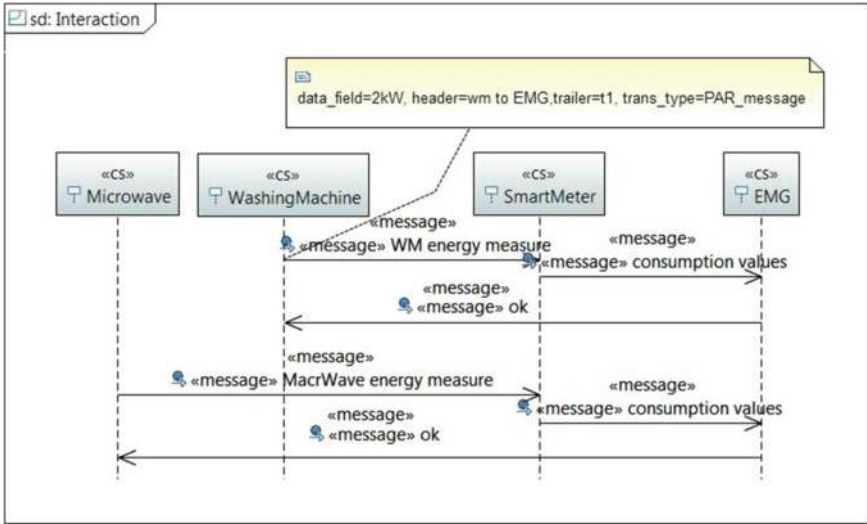 sd: Interaction
data_field=2kW, header=wm to EMG,trailer=t1, trans_type=PAR_message
«cs»
Microwave
«cs»
WashingMachine
«cs»
SmartMeter
«cs»
EMG
«message»
«message» WM energy measure
«message»
«message» consumption values
«message»
«message» ok
«message»
«message» MacrWave energy measure
«message»
«message» consumption values
«message»
«message» ok